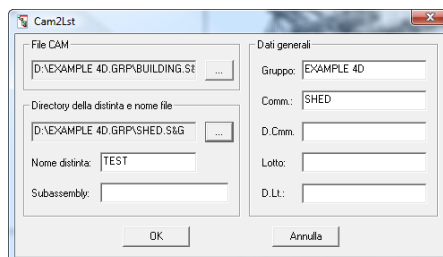 Cam2Lst
File CAM
D:\EXAMPLE 4D.GRP\BUILDING.S&
...
Directory della distinta e nome file
D:\EXAMPLE 4D.GRP\SHED.S&G
...
Nome distinta: TEST
Subassembly:
Dati generali
Gruppo: EXAMPLE 4D
Comm.: SHED
D.Cmm.
Lotto:
D.Lt.:
OK
Annulla